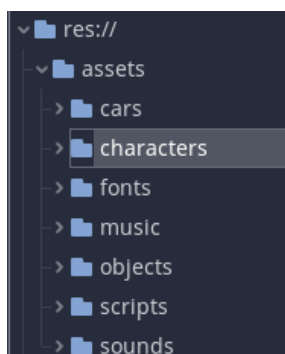 res://
assets
cars
characters
fonts
music
objects
scripts
sounds